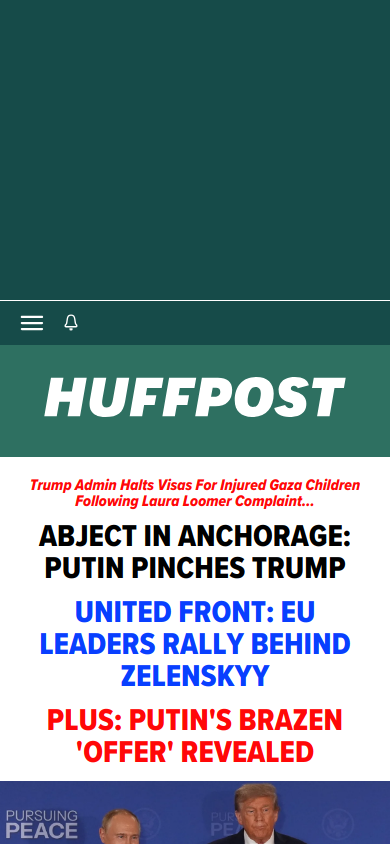 HUFFPOST
Trump Admin Halts Visas For Injured Gaza Children
Following Laura Loomer Complaint...
ABJECT IN ANCHORAGE:
PUTIN PINCHES TRUMP
UNITED FRONT: EU
LEADERS RALLY BEHIND
ZELENSKYY
PLUS: PUTIN'S BRAZEN
'OFFER' REVEALED
PURSUING
PEACE